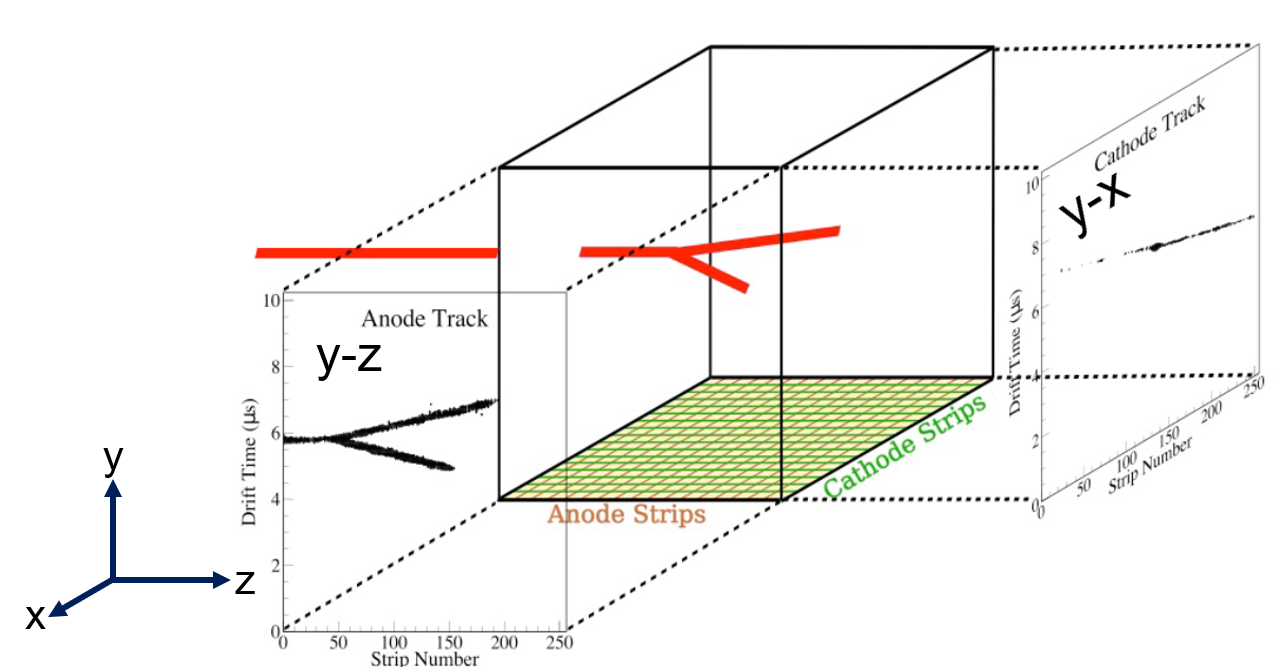 Cathode Track
y-x
10
8
6
4
2
0
Drift Time (μs)
50
100
150
200
250
Strip Number
Anode Track
y-z
10
8
6
4
2
0
Drift Time (μs)
0
50
100
150
200
250
Strip Number
Anode Strips
Cathode Strips
y
z
x